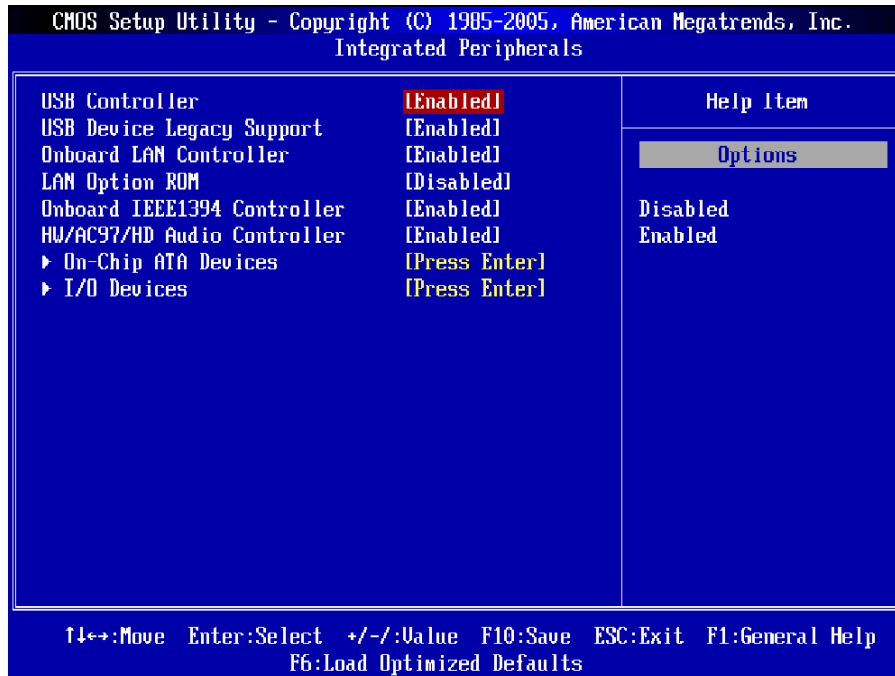 CMOS Setup Utility - Copyright (C) 1985-2005, American Megatrends, Inc.
Integrated Peripherals
USB Controller [Enabled]
USB Device Legacy Support [Enabled]
Onboard LAN Controller [Enabled]
LAN Option ROM [Disabled]
Onboard IEEE1394 Controller [Enabled]
HW/AC97/HD Audio Controller [Enabled]
▶ On-Chip ATA Devices [Press Enter]
▶ I/O Devices [Press Enter]
Help Item
Options
Disabled
Enabled
↑↓←→:Move Enter:Select +/-/:Value F10:Save ESC:Exit F1:General Help
F6:Load Optimized Defaults